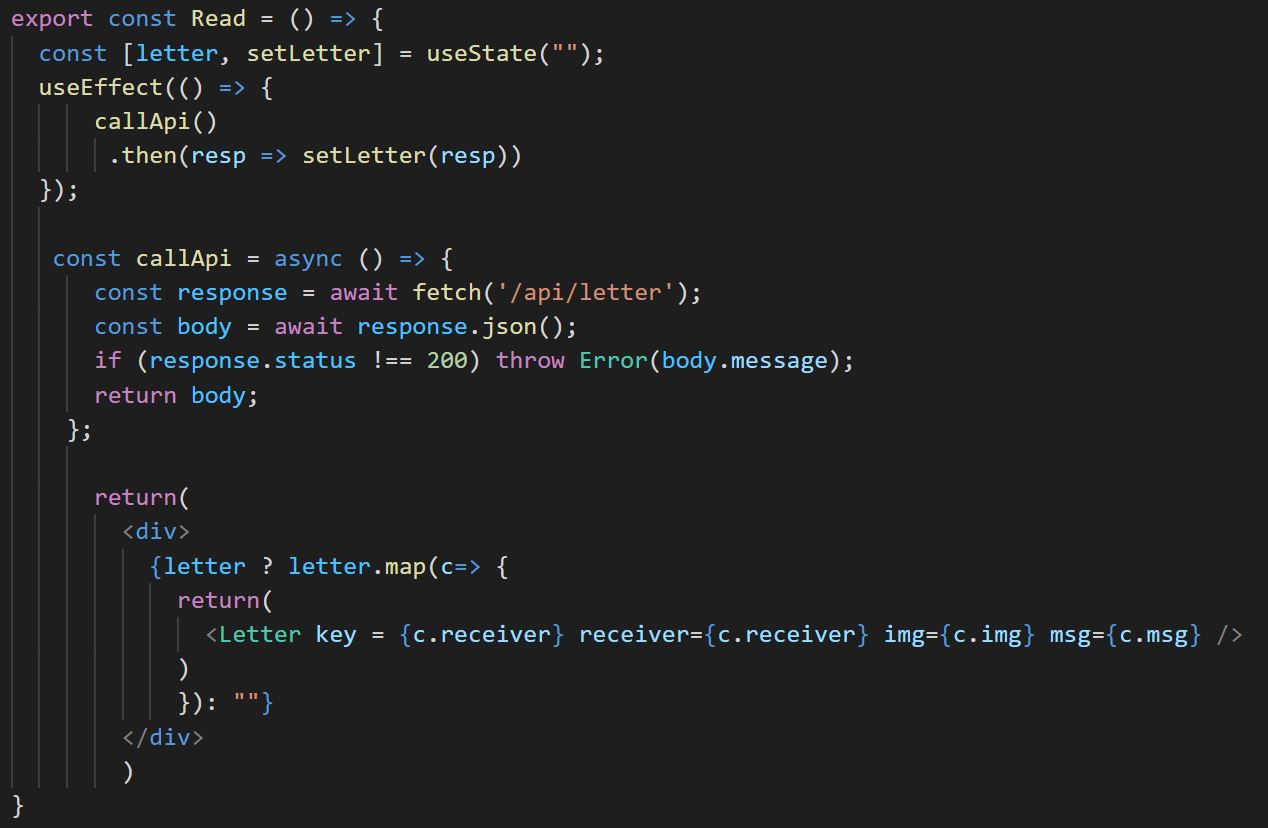 export const Read = () => {
  const [letter, setLetter] = useState("");
  useEffect(() => {
      callApi()
       .then(resp => setLetter(resp))
  });

   const callApi = async () => {
      const response = await fetch('/api/letter');
      const body = await response.json();
      if (response.status !== 200) throw Error(body.message);
      return body;
    };

      return(
        <div>
          {letter ? letter.map(c=> {
            return(
              <Letter key = {c.receiver} receiver={c.receiver} img={c.img} msg={c.msg} />
            )
            }): ""}
        </div>
        )
}